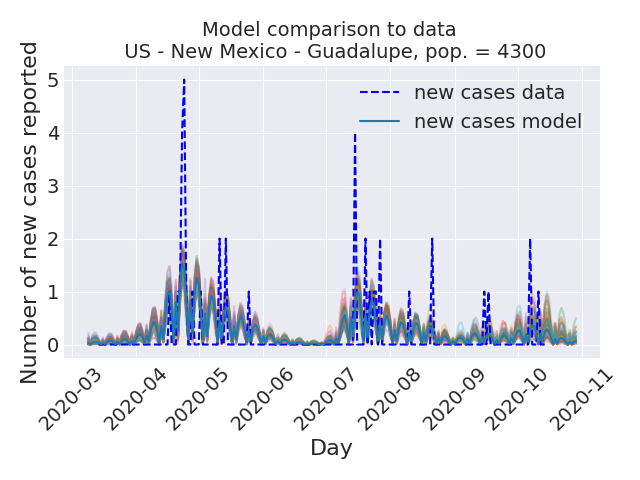 Model comparison to data
US - New Mexico - Guadalupe, pop. = 4300
Number of new cases reported
5
4
3
2
1
0
new cases data
new cases model
2020-03
2020-04
2020-05
2020-06
2020-07
2020-08
2020-09
2020-10
2020-11
Day